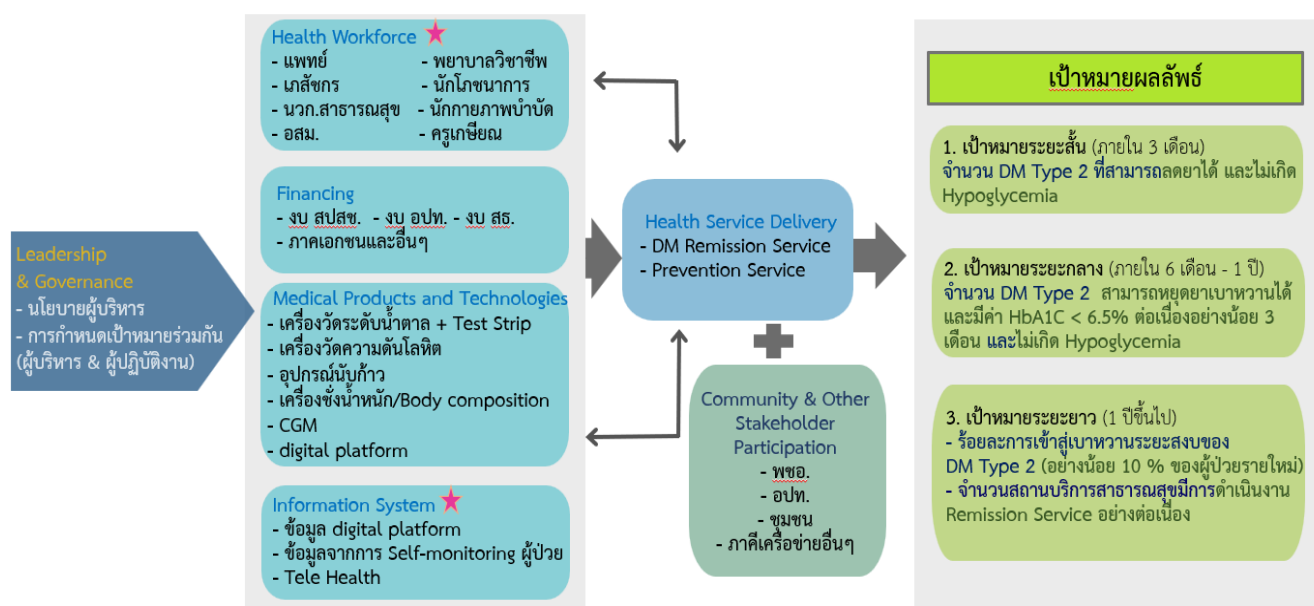 Leadership
& Governance
- นโยบายผู้บริหาร
- การกำหนดเป้าหมายร่วมกัน
(ผู้บริหาร & ผู้ปฏิบัติงาน)
Health Workforce
- แพทย์ - พยาบาลวิชาชีพ
- เภสัชกร - นักโภชนาการ
- นวก.สาธารณสุข - นักกายภาพบำบัด
- อสม. - ครูเกษียณ
Financing
- งบ สปสช. - งบ อปท. - งบ สธ.
- ภาคเอกชนและอื่นๆ
Medical Products and Technologies
- เครื่องวัดระดับน้ำตาล + Test Strip
- เครื่องวัดความดันโลหิต
- อุปกรณ์นับก้าว
- เครื่องชั่งน้ำหนัก/Body composition
- CGM
- digital platform
Information System
- ข้อมูล digital platform
- ข้อมูลจากการ Self-monitoring ผู้ป่วย
- Tele Health
Health Service Delivery
- DM Remission Service
- Prevention Service
Community & Other
Stakeholder
Participation
- พชอ.
- อปท.
- ชุมชน
- ภาคีเครือข่ายอื่นๆ
เป้าหมายผลลัพธ์
1. เป้าหมายระยะสั้น (ภายใน 3 เดือน)
จำนวน DM Type 2 ที่สามารถลดยาได้ และไม่เกิด
Hypoglycemia
2. เป้าหมายระยะกลาง (ภายใน 6 เดือน - 1 ปี)
จำนวน DM Type 2 สามารถหยุดยาเบาหวานได้
และมีค่า HbA1C < 6.5% ต่อเนื่องอย่างน้อย 3
เดือน และไม่เกิด Hypoglycemia
3. เป้าหมายระยะยาว (1 ปีขึ้นไป)
- ร้อยละการเข้าสู่เบาหวานระยะสงบของ
DM Type 2 (อย่างน้อย 10 % ของผู้ป่วยรายใหม่)
- จำนวนสถานบริการสาธารณสุขมีการดำเนินงาน
Remission Service อย่างต่อเนื่อง